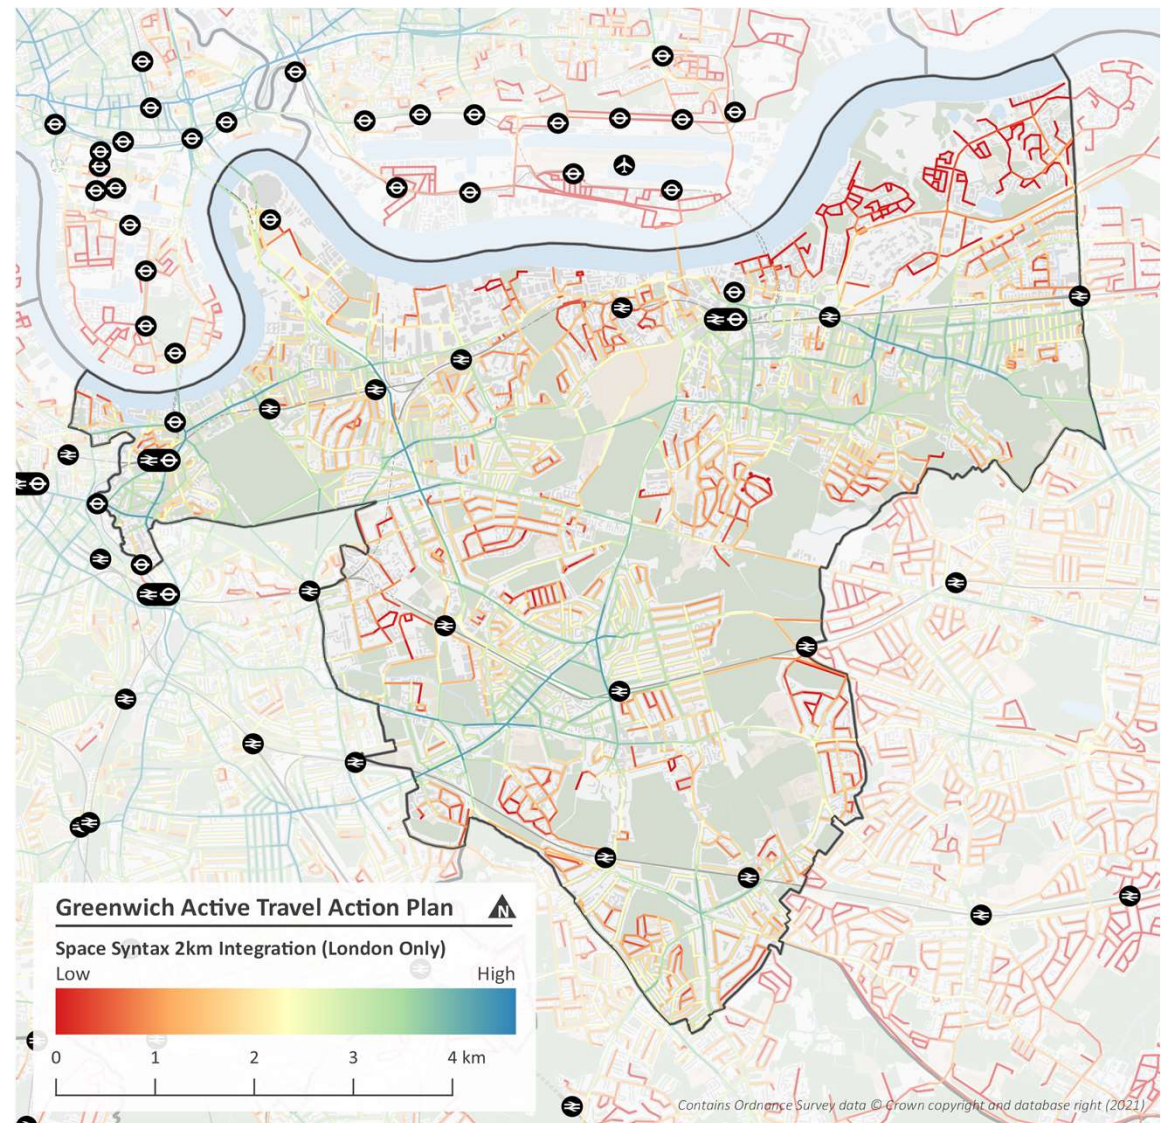 Greenwich Active Travel Action Plan
N
Space Syntax 2km Integration (London Only)
Low High
0 1 2 3 4 km
Contains Ordnance Survey data © Crown copyright and database right (2021)